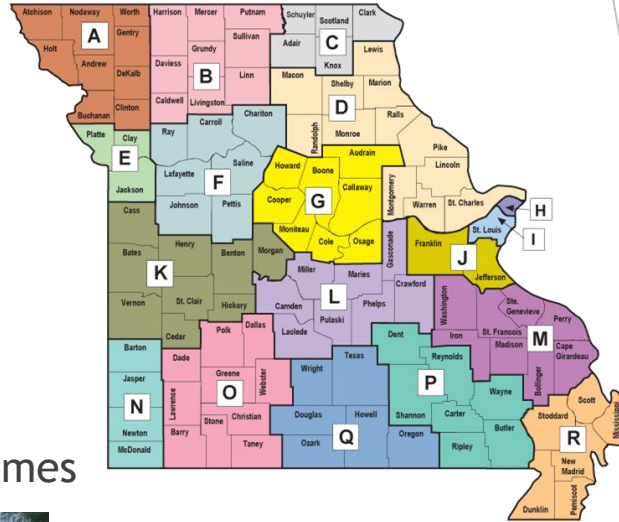 Atchison Nodaway Worth
Gentry
Holt
Andrew
DeKalb
Buchanan
Clinton
A
Harrison Mercer Putnam
Sullivan
Grundy
Daviess
Linn
Caldwell Livingston
B
Schuyler Scotland Clark
Adair
Knox
C
Lewis
Macon Shelby Marion
Ralls
Randolph Monroe
Pike
Lincoln
Montgomery
Warren St. Charles
D
Platte Clay
Jackson
E
Chariton
Carroll
Ray
Saline
Lafayette
Johnson Pettis
F
Audrain
Howard
Boone
Callaway
Cooper
Moniteau
Cole Osage
G
H
St. Louis
I
Franklin
Jefferson
J
Cass
Henry
Bates Benton Morgan
Vernon St. Clair Hickory
Cedar
K
Gasconade
Miller
Maries
Crawford
Camden Phelps
Pulaski
Laclede
L
Washington
Ste. Genevieve
Perry
St. Francois
Iron Madison
Cape Girardeau
Bollinger
M
Barton
Jasper
Newton
McDonald
N
Polk Dallas
Dade
Greene
Webster
Lawrence
Christian
Stone
Barry
Taney
O
Dent
Reynolds
Wayne
Shannon Carter
Butler
Ripley
P
Texas
Wright
Douglas Howell
Ozark Oregon
Q
Scott
Stoddard
Mississippi
New Madrid
Pemiscot
Dunklin
R
omes